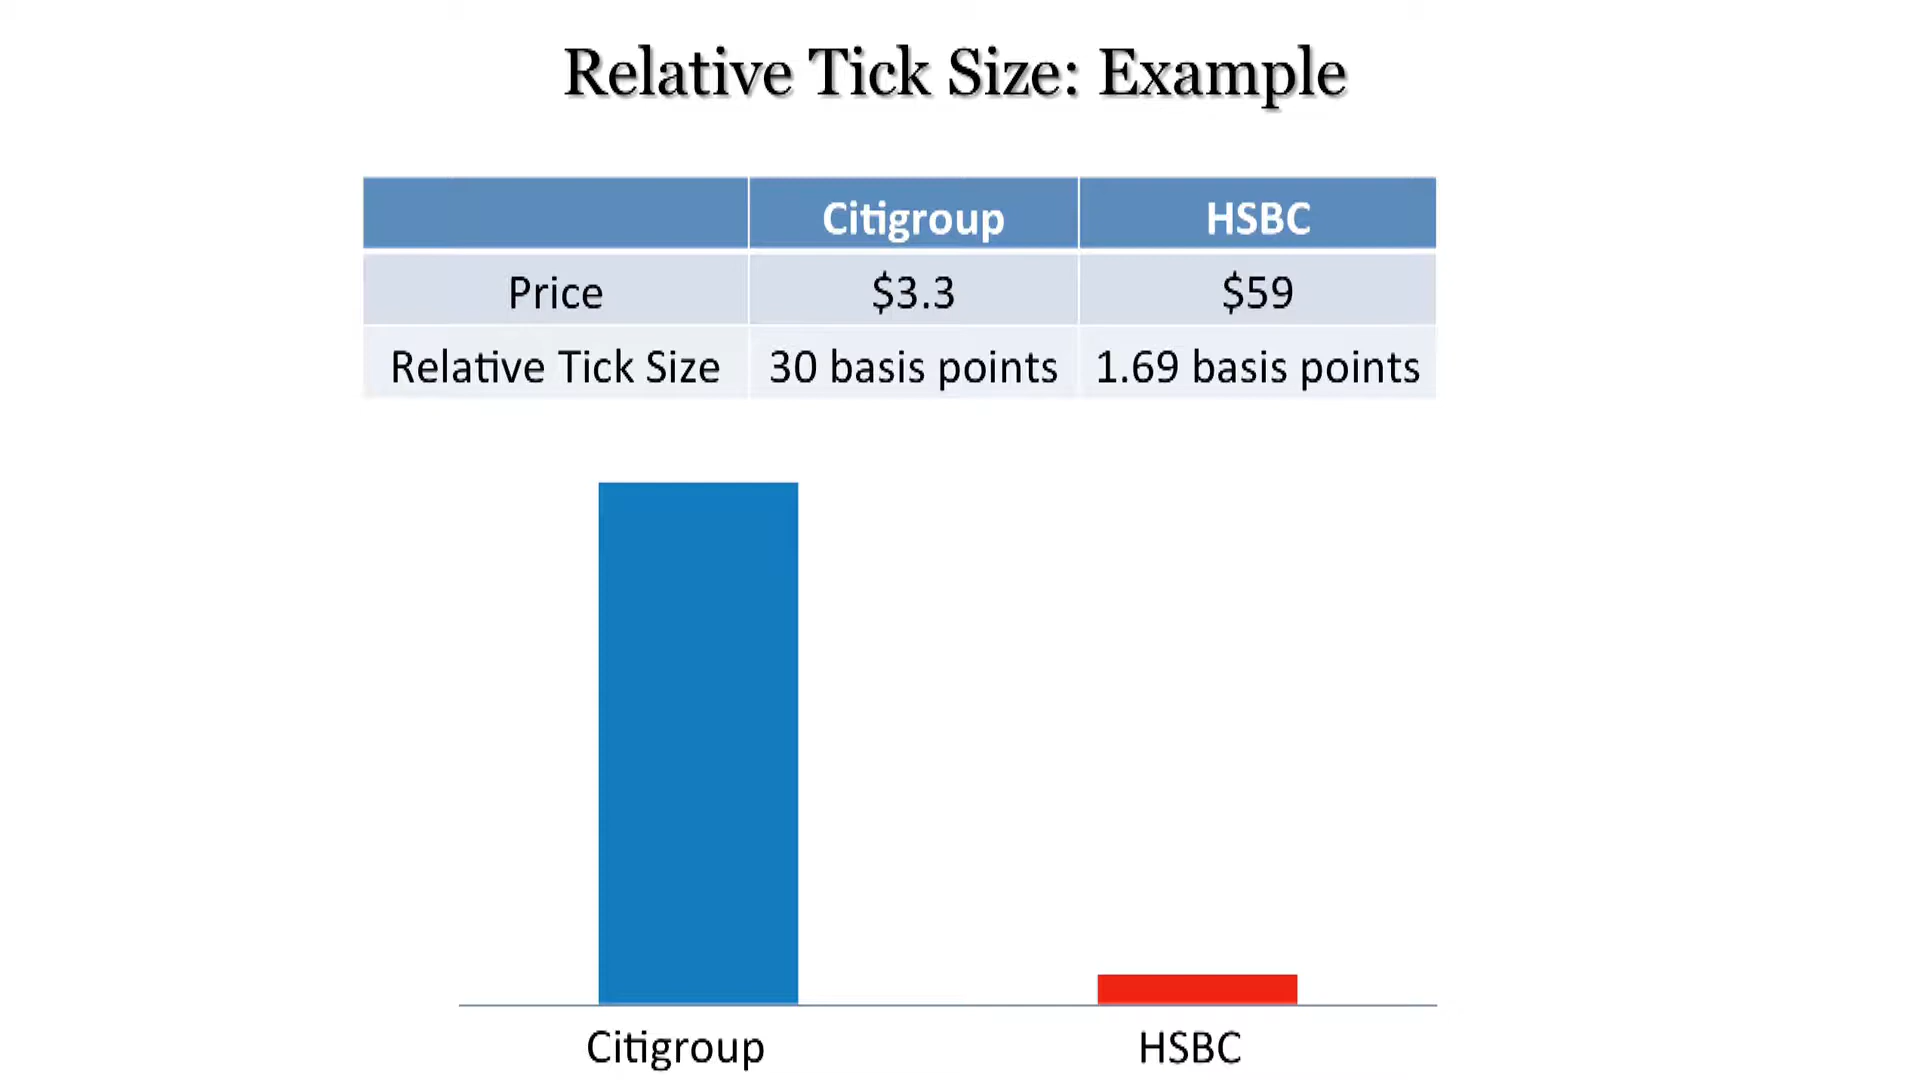 Relative Tick Size: Example
Citigroup HSBC
Price $3.3 $59
Relative Tick Size 30 basis points 1.69 basis points
Citigroup HSBC